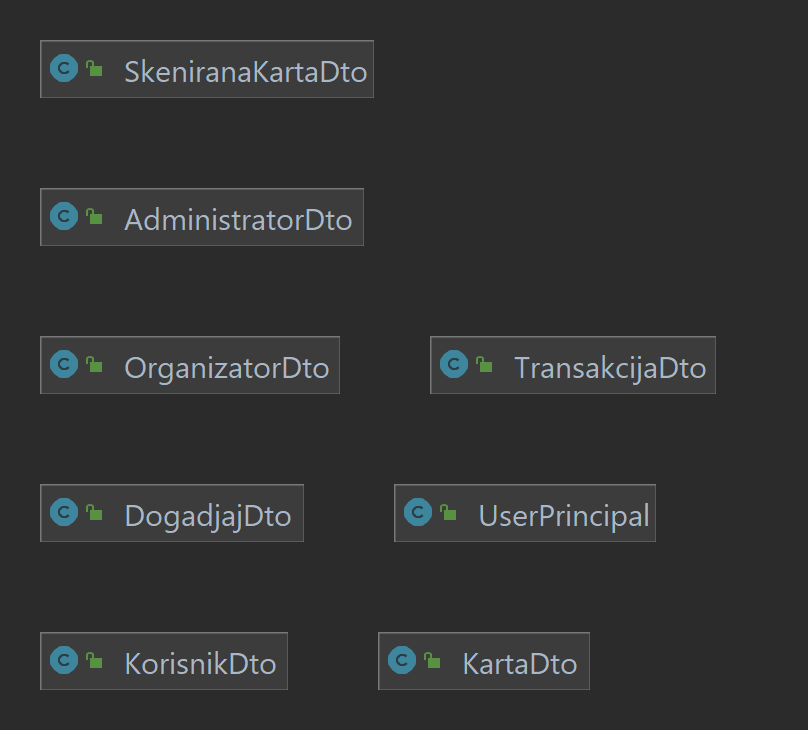 SkeniranaKartaDto
AdministratorDto
OrganizatorDto
TransakcijaDto
DogadjajDto
UserPrincipal
KorisnikDto
KartaDto